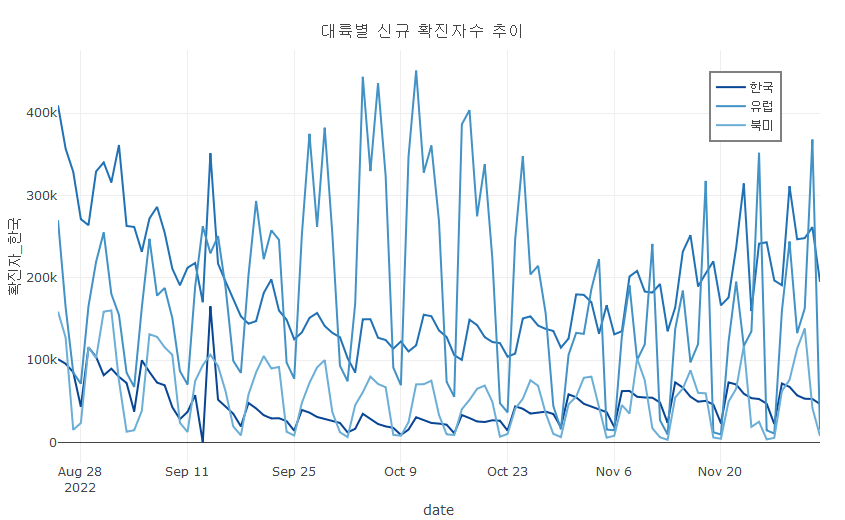 대륙별 신규 확진자수 추이
한국
유럽
북미
400k
300k
200k
100k
0
확진자_한국
Aug 28
2022
Sep 11
Sep 25
Oct 9
Oct 23
Nov 6
Nov 20
date